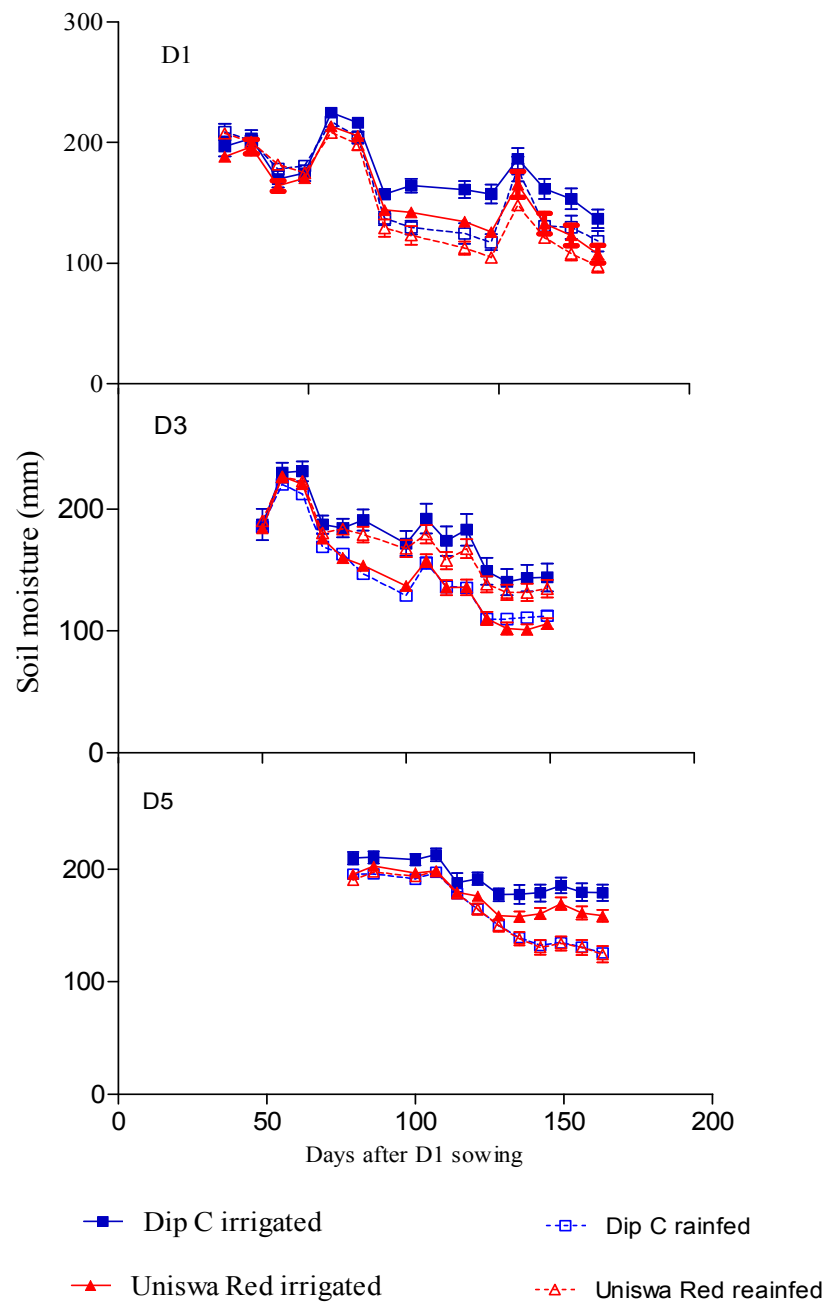 300
D1
200
100
0
D3
200
100
0
Soil moisture (mm)
D5
200
100
0
0 50 100 150 200
Days after D1 sowing
Dip C irrigated
Dip C rainfed
Uniswa Red irrigated
Uniswa Red reainfed